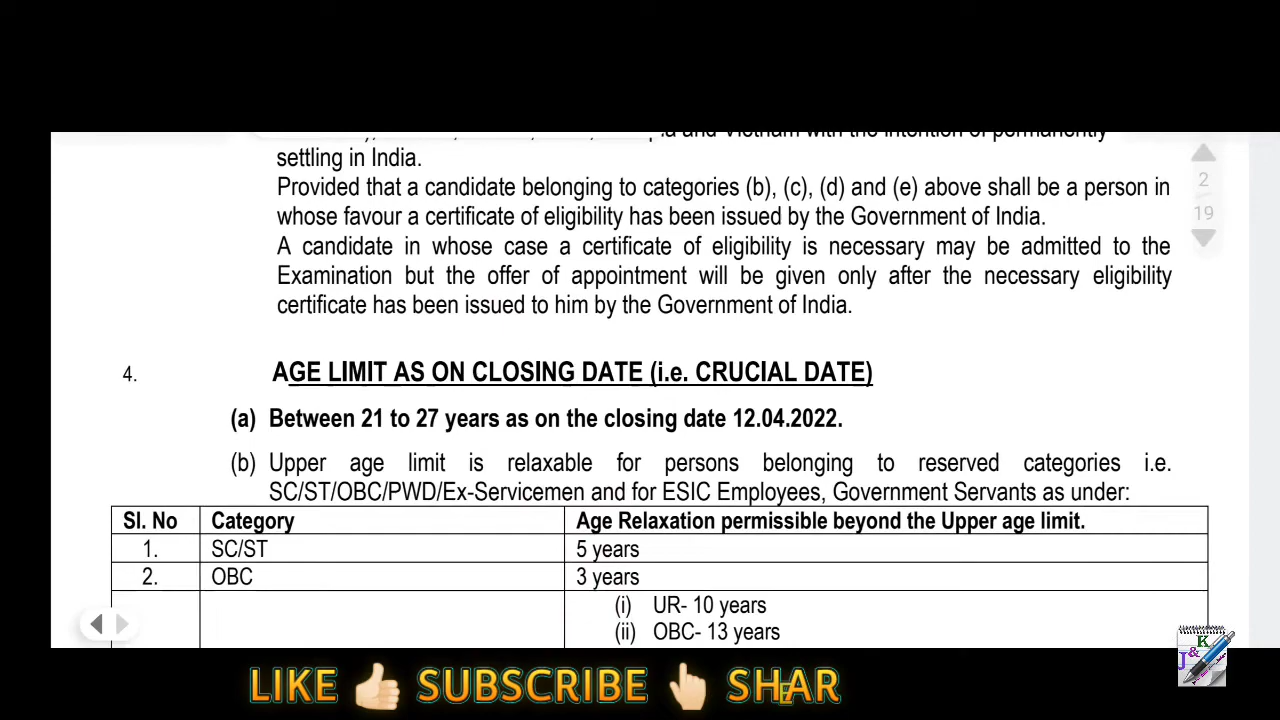 and Vietnam with the intention of permanently
settling in India.
Provided that a candidate belonging to categories (b), (c), (d) and (e) above shall be a person in
whose favour a certificate of eligibility has been issued by the Government of India.
A candidate in whose case a certificate of eligibility is necessary may be admitted to the
Examination but the offer of appointment will be given only after the necessary eligibility
certificate has been issued to him by the Government of India.
2
19
4. AGE LIMIT AS ON CLOSING DATE (i.e. CRUCIAL DATE)
(a) Between 21 to 27 years as on the closing date 12.04.2022.
(b) Upper age limit is relaxable for persons belonging to reserved categories i.e.
SC/ST/OBC/PWD/Ex-Servicemen and for ESIC Employees, Government Servants as under:
Sl. No Category Age Relaxation permissible beyond the Upper age limit.
1. SC/ST 5 years
2. OBC 3 years
(i) UR- 10 years
(ii) OBC- 13 years
J&K
LIKE SUBSCRIBE SHAR